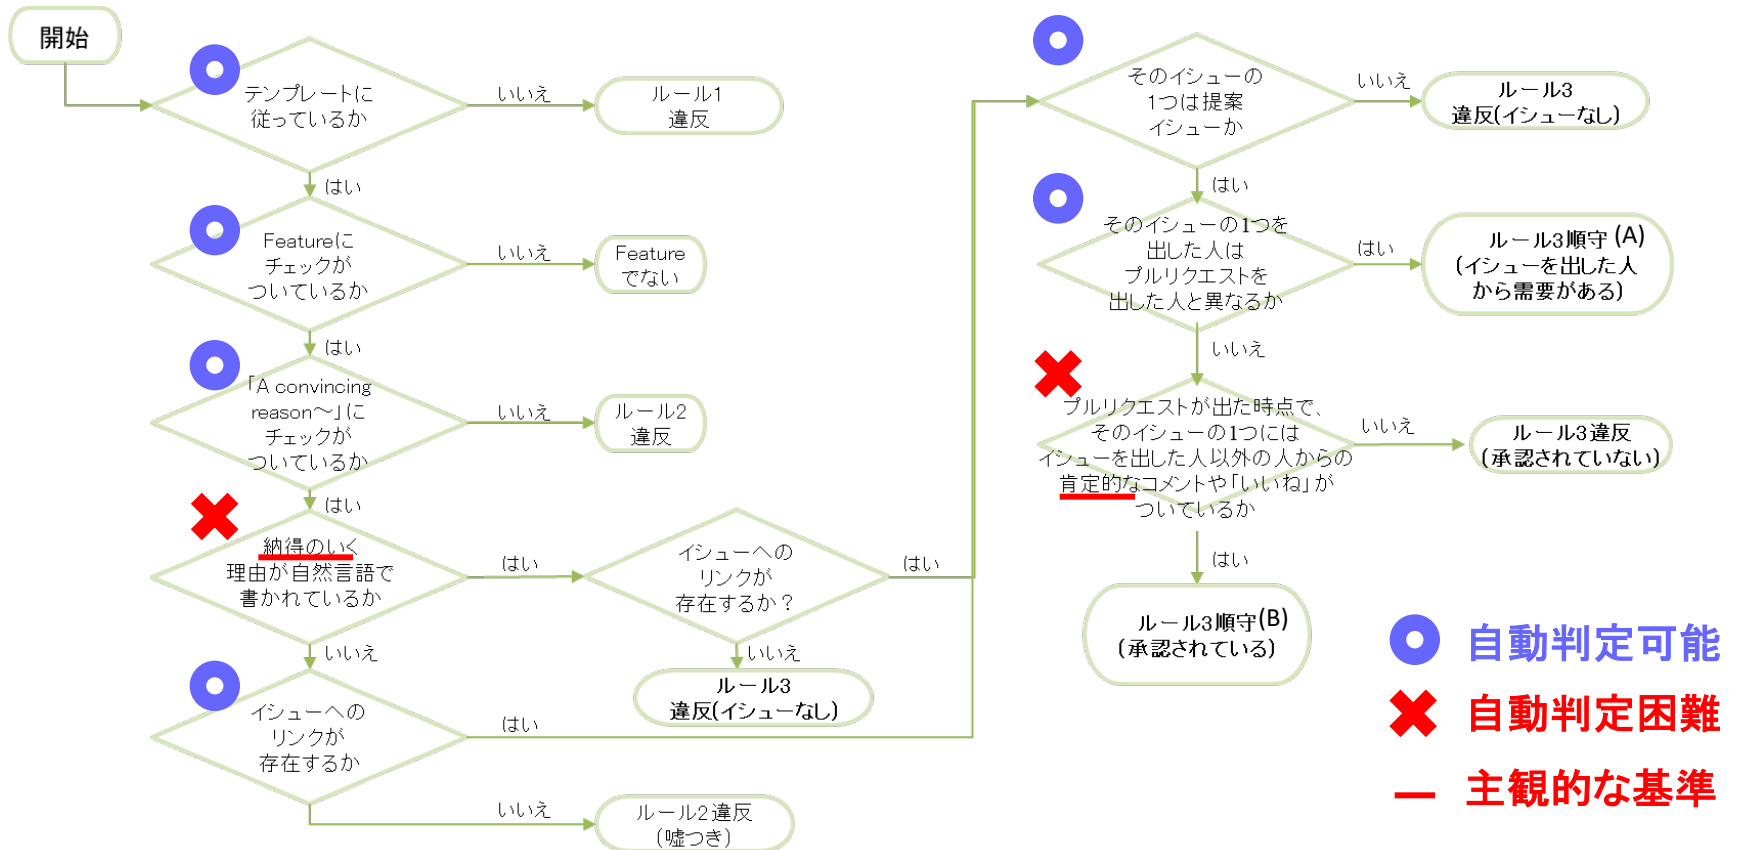 開始
テンプレートに
従っているか
いいえ
ルール1
違反
はい
Featureに
チェックが
ついているか
いいえ
Feature
でない
はい
「A convincing
reason～」に
チェックが
ついているか
いいえ
ルール2
違反
はい
納得のいく
理由が自然言語で
書かれているか
はい
イシューへの
リンクが
存在するか？
はい
いいえ
ルール3
違反(イシューなし)
いいえ
イシューへの
リンクが
存在するか
はい
いいえ
ルール2違反
(嘘つき)
そのイシューの
1つは提案
イシューか
いいえ
ルール3
違反(イシューなし)
はい
そのイシューの1つを
出した人は
プルリクエストを
出した人と異なるか
はい
ルール3順守(A)
(イシューを出した人
から需要がある)
いいえ
プルリクエストが出た時点で、
そのイシューの1つには
イシューを出した人以外の人からの
肯定的なコメントや「いいね」が
ついているか
いいえ
ルール3違反
(承認されていない)
はい
ルール3順守(B)
(承認されている)
自動判定可能
自動判定困難
主観的な基準